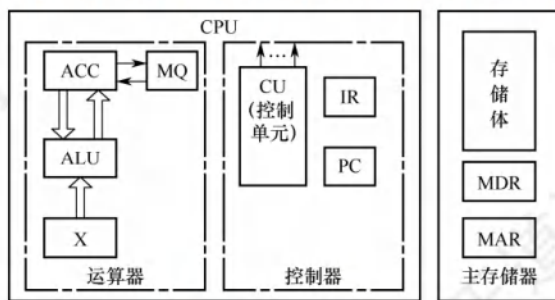 CPU
ACC
MQ
ALU
X
运算器
CU
(控制
单元)
IR
PC
控制器
存
储
体
MDR
MAR
主存储器
…